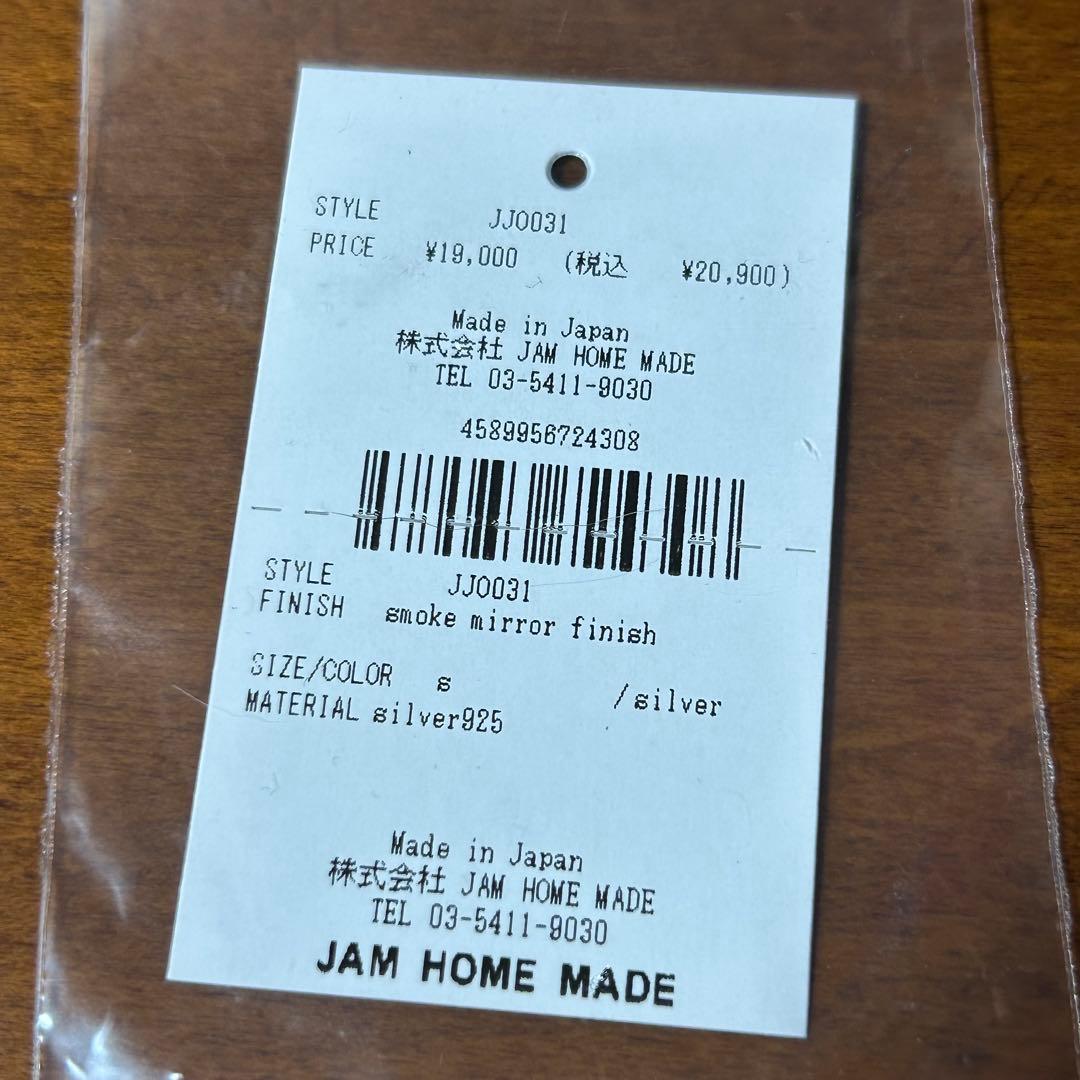 STYLE JJO031
PRICE ¥19,000 (税込 ¥20,900)
Made in Japan
株式会社 JAM HOME MADE
TEL 03-5411-9030
4589956724308
STYLE JJO031
FINISH smoke mirror finish
SIZE/COLOR s /silver
MATERIAL silver925
Made in Japan
株式会社 JAM HOME MADE
TEL 03-5411-9030
JAM HOME MADE